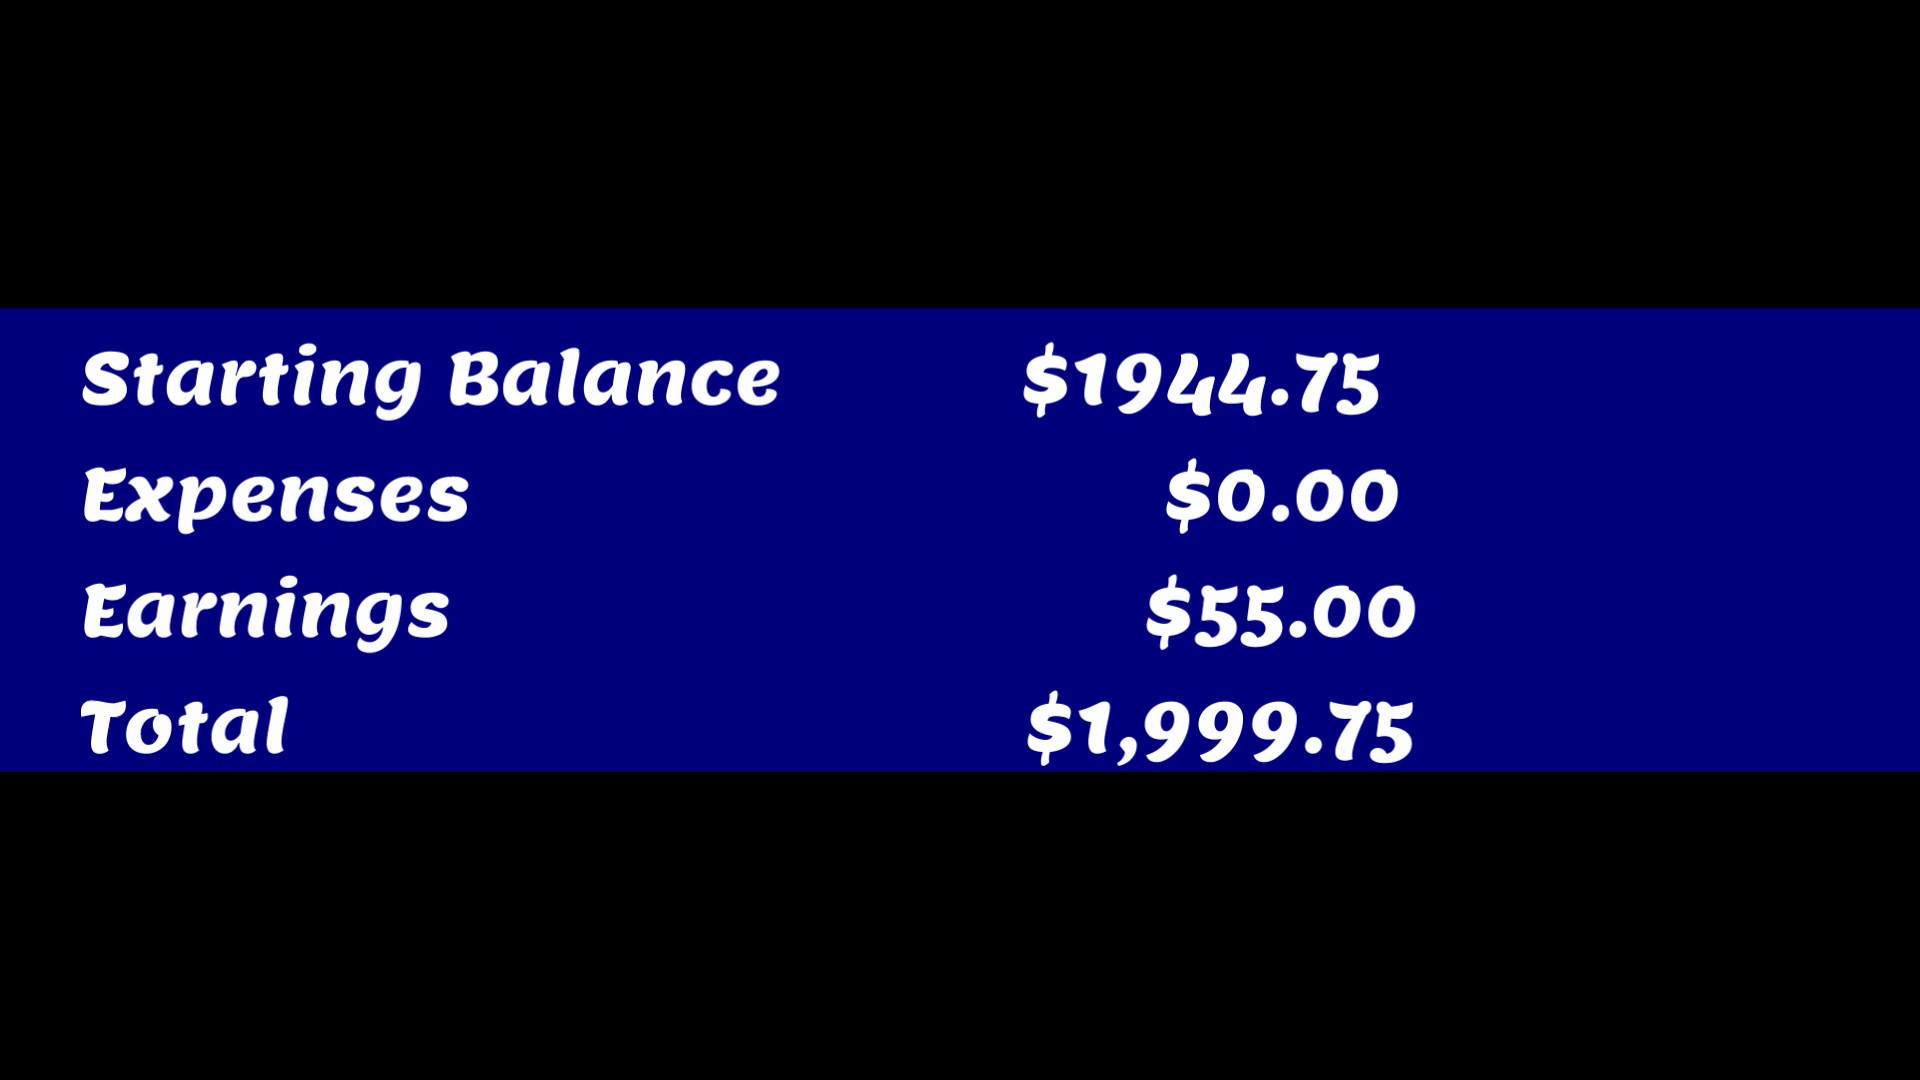 Starting Balance $1944.75
Expenses $0.00
Earnings $55.00
Total $1,999.75